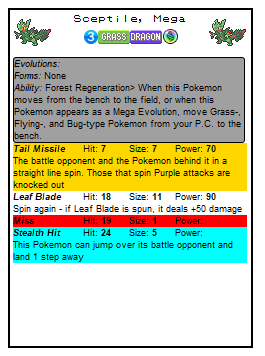 Sceptile, Mega
3 GRASS DRAGON
Evolutions:
Forms: None
Ability: Forest Regeneration> When this Pokemon
moves from the bench to the field, or when this
Pokemon appears as a Mega Evolution, move Grass-,
Flying-, and Bug-type Pokemon from your P.C. to the
bench.
Tail Missile Hit: 7 Size: 7 Power: 70
The battle opponent and the Pokemon behind it in a
straight line spin. Those that spin Purple attacks are
knocked out
Leaf Blade Hit: 18 Size: 11 Power: 90
Spin again - if Leaf Blade is spun, it deals +50 damage
Miss Hit: 19 Size: 1 Power:
Stealth Hit Hit: 24 Size: 5 Power:
This Pokemon can jump over its battle opponent and
land 1 step away